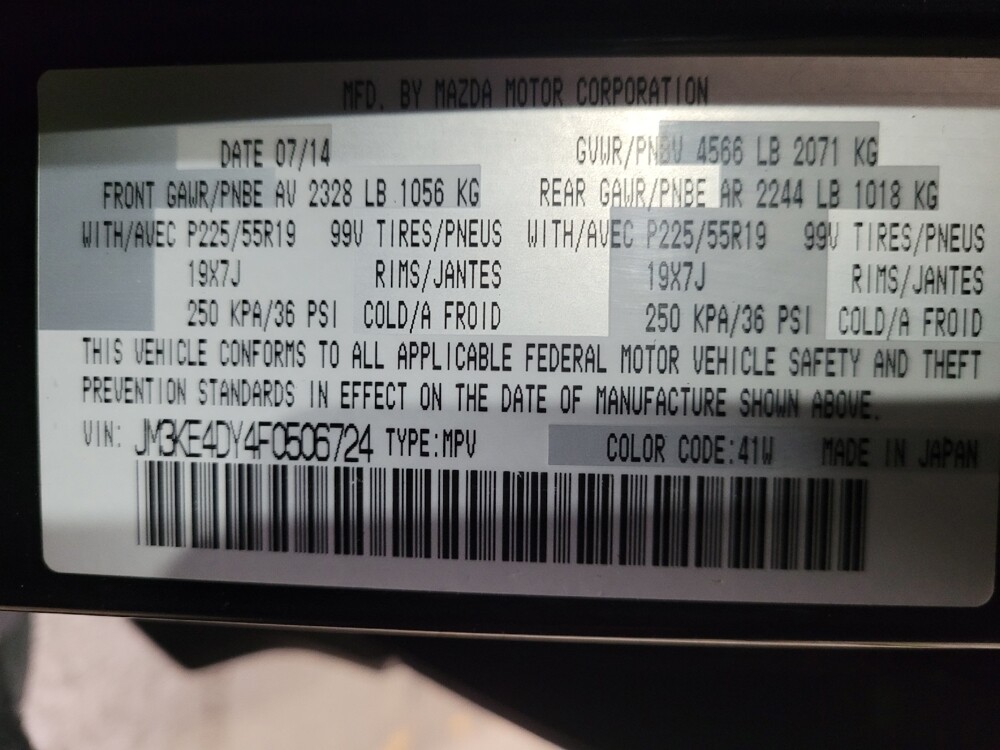 MFD. BY MAZDA MOTOR CORPORATION
DATE 07/14 GVWR/PNBV 4566 LB 2071 KG
FRONT GAWR/PNBE AV 2328 LB 1056 KG REAR GAWR/PNBE AR 2244 LB 1018 KG
WITH/AVEC P225/55R19 99V TIRES/PNEUS WITH/AVEC P225/55R19 99V TIRES/PNEUS
19X7J RIMS/JANTES 19X7J RIMS/JANTES
250 KPA/36 PSI COLD/A FROID 250 KPA/36 PSI COLD/A FROID
THIS VEHICLE CONFORMS TO ALL APPLICABLE FEDERAL MOTOR VEHICLE SAFETY AND THEFT
PREVENTION STANDARDS IN EFFECT ON THE DATE OF MANUFACTURE SHOWN ABOVE.
VIN: JM3KE4DY4F0506724 TYPE:MPV COLOR CODE:41W MADE IN JAPAN